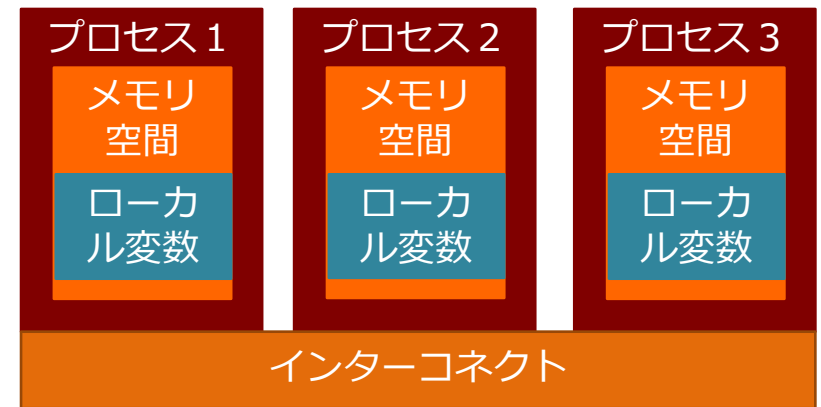 プロセス１
メモリ
空間
ローカ
ル変数
プロセス２
メモリ
空間
ローカ
ル変数
プロセス３
メモリ
空間
ローカ
ル変数
インターコネクト